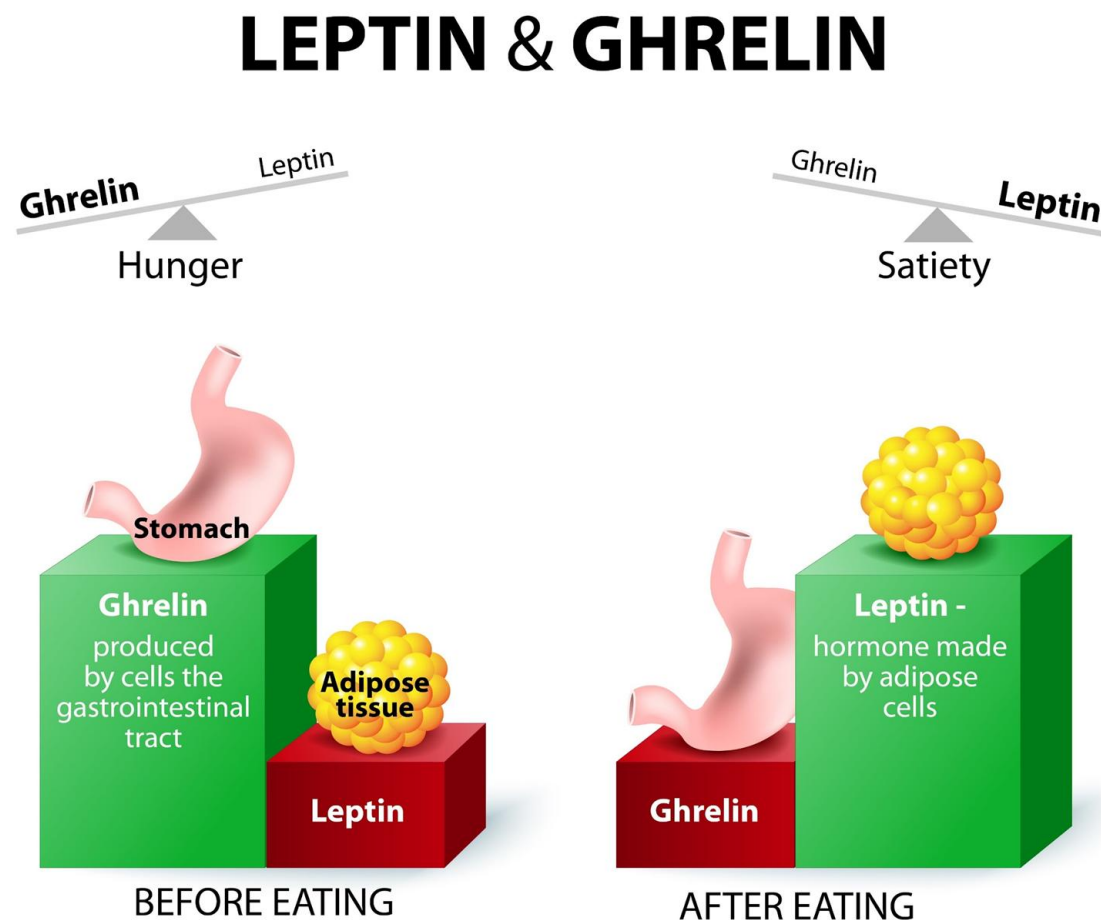 LEPTIN & GHRELIN
Ghrelin
Leptin
Hunger
Ghrelin
Leptin
Satiety
Stomach
Ghrelin
produced
by cells the
gastrointestinal
tract
Adipose
tissue
Leptin
BEFORE EATING
Leptin -
hormone made
by adipose
cells
Ghrelin
AFTER EATING